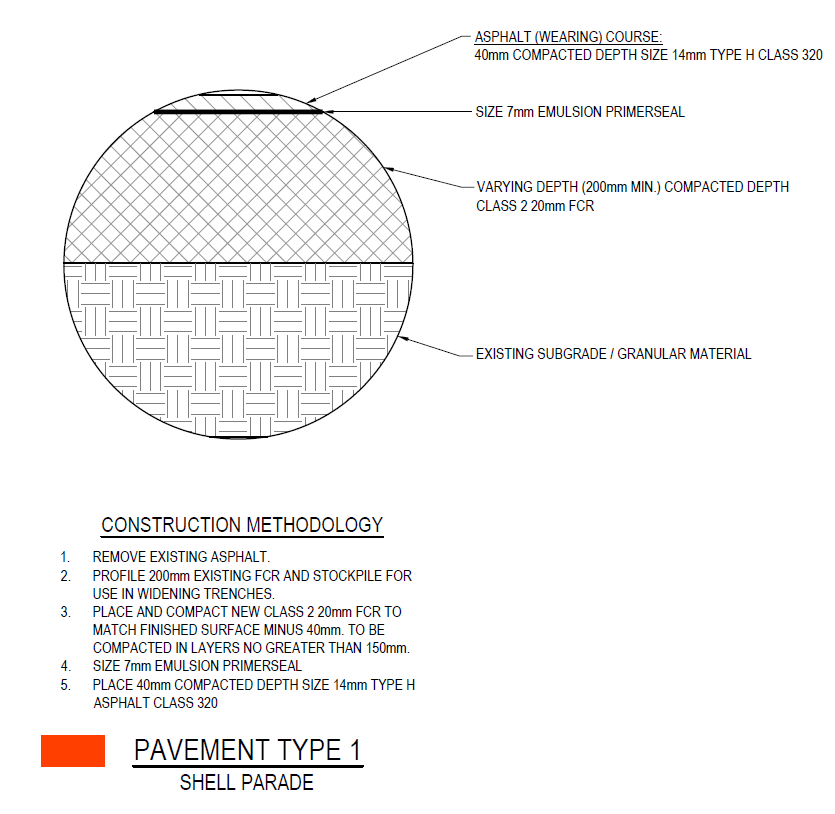 ASPHALT (WEARING) COURSE:
40mm COMPACTED DEPTH SIZE 14mm TYPE H CLASS 320
SIZE 7mm EMULSION PRIMERSEAL
VARYING DEPTH (200mm MIN.) COMPACTED DEPTH
CLASS 2 20mm FCR
EXISTING SUBGRADE / GRANULAR MATERIAL
CONSTRUCTION METHODOLOGY
1. REMOVE EXISTING ASPHALT.
2. PROFILE 200mm EXISTING FCR AND STOCKPILE FOR
USE IN WIDENING TRENCHES.
3. PLACE AND COMPACT NEW CLASS 2 20mm FCR TO
MATCH FINISHED SURFACE MINUS 40mm. TO BE
COMPACTED IN LAYERS NO GREATER THAN 150mm.
4. SIZE 7mm EMULSION PRIMERSEAL
5. PLACE 40mm COMPACTED DEPTH SIZE 14mm TYPE H
ASPHALT CLASS 320
PAVEMENT TYPE 1
SHELL PARADE